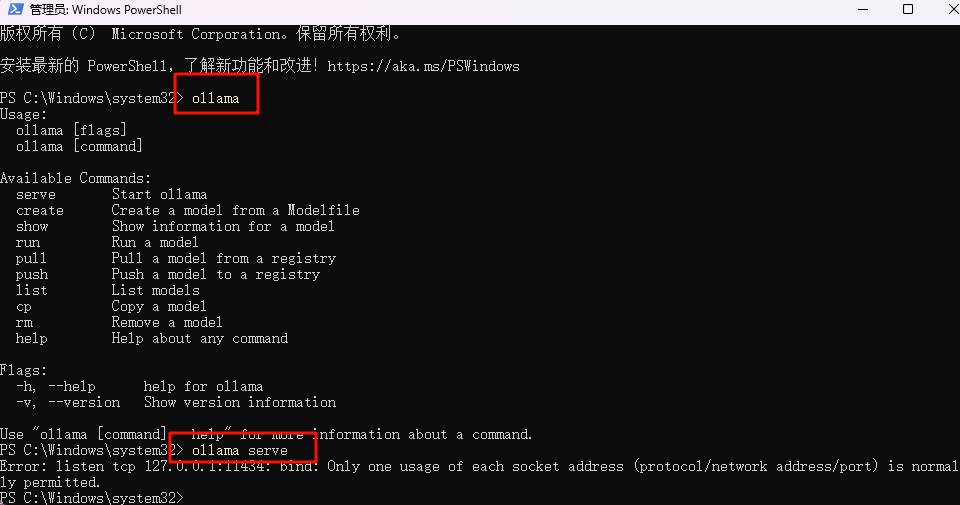 管理员: Windows PowerShell
版权所有 (C) Microsoft Corporation。保留所有权利。
安装最新的 PowerShell，了解新功能和改进！https://aka.ms/PSWindows
PS C:\Windows\system32> ollama
Usage:
  ollama [flags]
  ollama [command]
Available Commands:
  serve       Start ollama
  create      Create a model from a Modelfile
  show        Show information for a model
  run         Run a model
  pull        Pull a model from a registry
  push        Push a model to a registry
  list        List models
  cp          Copy a model
  rm          Remove a model
  help        Help about any command
Flags:
  -h, --help      help for ollama
  -v, --version   Show version information
Use "ollama [command] help" for more information about a command.
PS C:\Windows\system32> ollama serve
Error: listen tcp 127.0.0.1:11434: bind: Only one usage of each socket address (protocol/network address/port) is normal
ly permitted.
PS C:\Windows\system32>